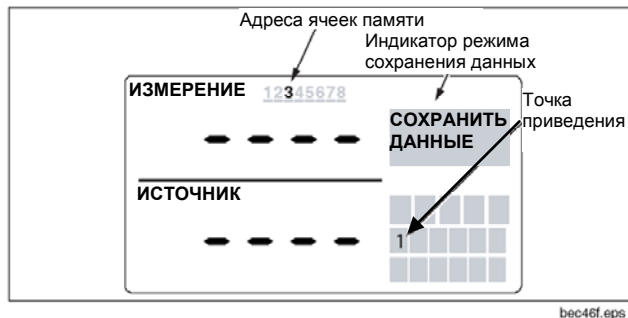 Адреса ячеек памяти
Индикатор режима
сохранения данных
Точка
приведения
ИЗМЕРЕНИЕ
12345678
СОХРАНИТЬ
ДАННЫЕ
ИСТОЧНИК
1
bec46f.eps